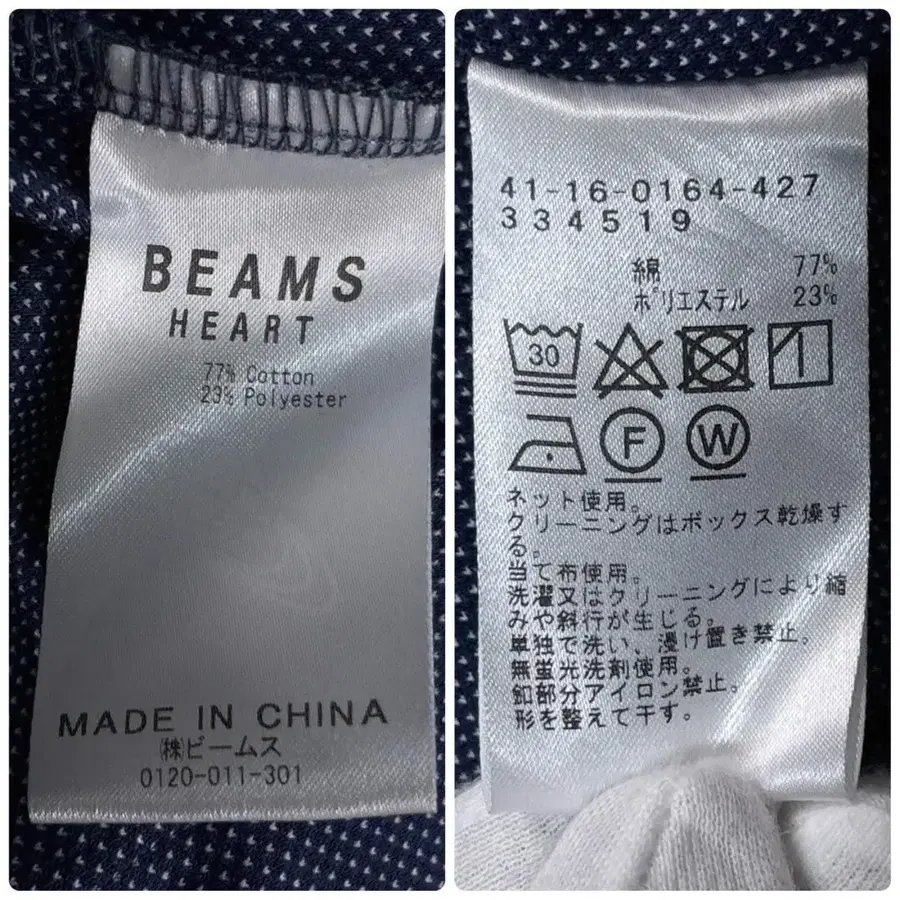 BEAMS
HEART
77% Cotton
23% Polyester
MADE IN CHINA
㈱ビームス
0120-011-301
41-16-0164-427
334519
綿 77%
ポリエステル 23%
30
F W
ネット使用。
クリーニングはボックス乾燥す
る。
当て布使用。
洗濯又はクリーニングにより縮
みや斜行が生じる。
単独で洗い、浸け置き禁止。
無蛍光洗剤使用。
釦部分アイロン禁止。
形を整えて干す。